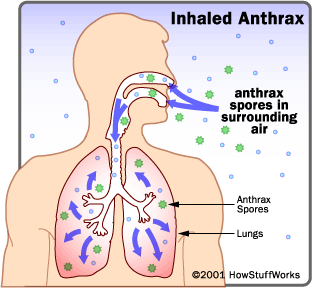 Inhaled Anthrax
anthrax
spores in
surrounding
air
Anthrax
Spores
Lungs
©2001 HowStuffWorks